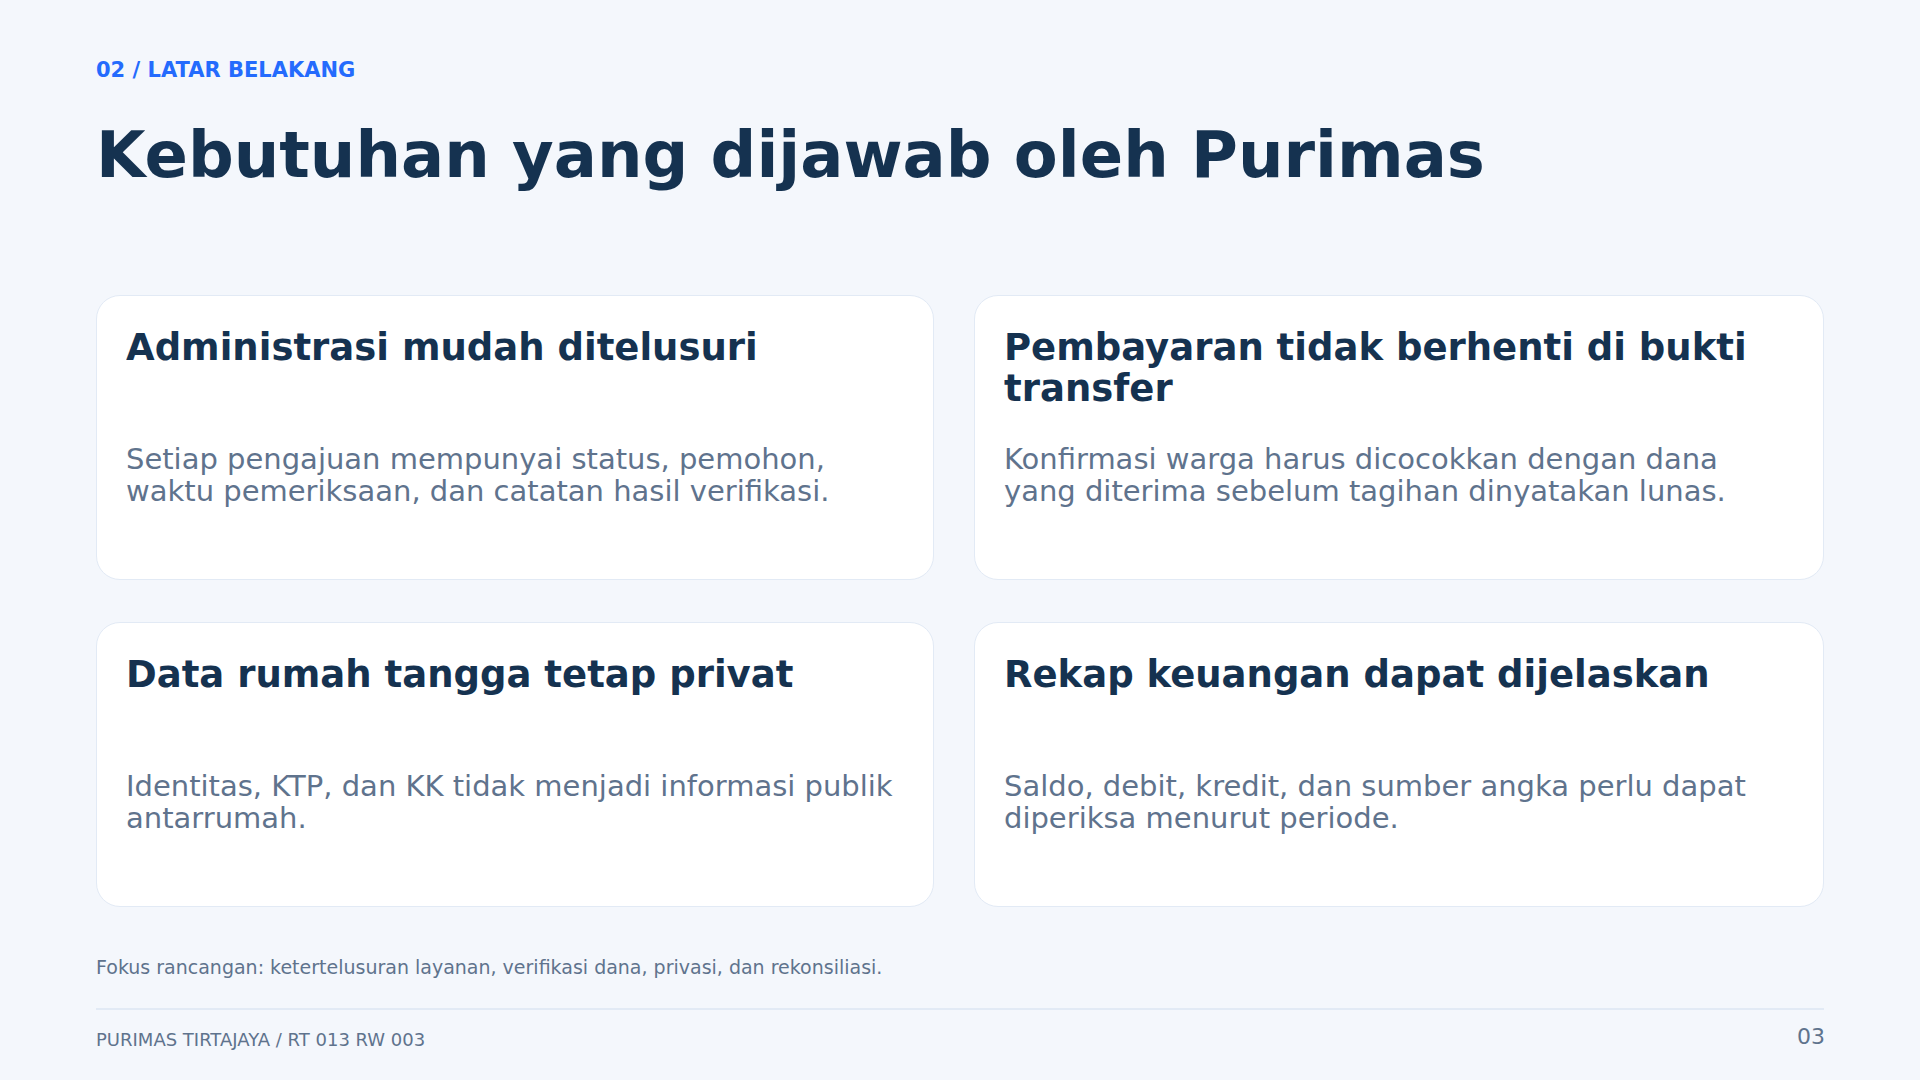 02 / LATAR BELAKANG
Kebutuhan yang dijawab oleh Purimas
Administrasi mudah ditelusuri
Setiap pengajuan mempunyai status, pemohon,
waktu pemeriksaan, dan catatan hasil verifikasi.
Pembayaran tidak berhenti di bukti
transfer
Konfirmasi warga harus dicocokkan dengan dana
yang diterima sebelum tagihan dinyatakan lunas.
Data rumah tangga tetap privat
Identitas, KTP, dan KK tidak menjadi informasi publik
antarrumah.
Rekap keuangan dapat dijelaskan
Saldo, debit, kredit, dan sumber angka perlu dapat
diperiksa menurut periode.
Fokus rancangan: ketertelusuran layanan, verifikasi dana, privasi, dan rekonsiliasi.
PURIMAS TIRTAJAYA / RT 013 RW 003
03